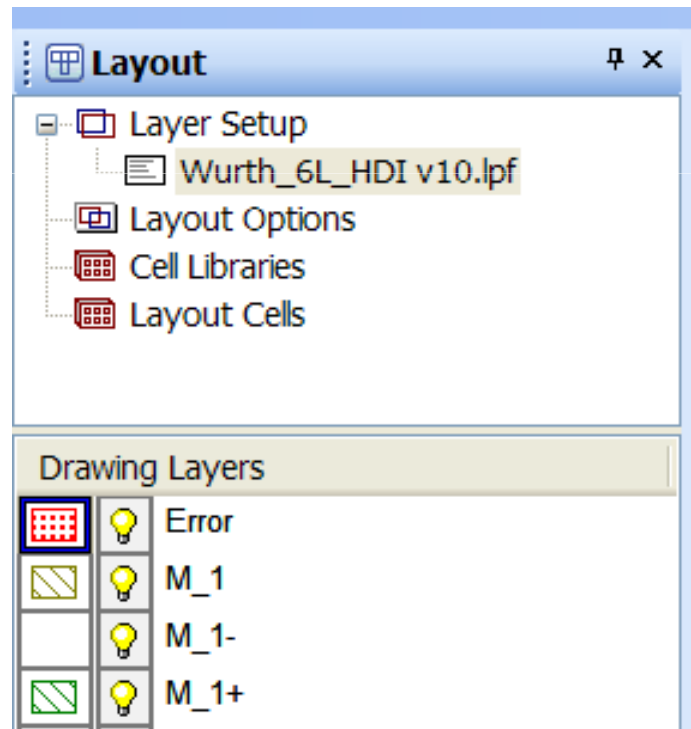 Layout
Layer Setup
Wurth_6L_HDI v10.lpf
Layout Options
Cell Libraries
Layout Cells
Drawing Layers
Error
M_1
M_1-
M_1+